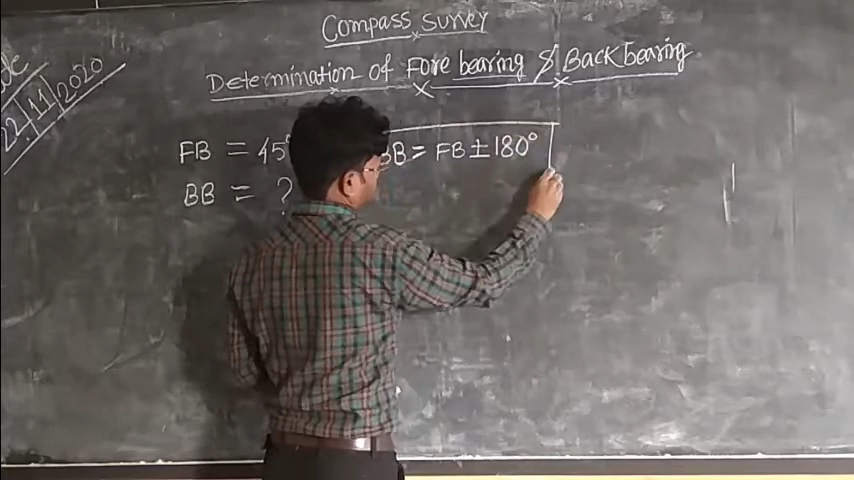 Compass survey
Determination of Fore bearing & Back bearing
22.11.2020
FB = 45°
BB = FB ± 180°
BB = ?